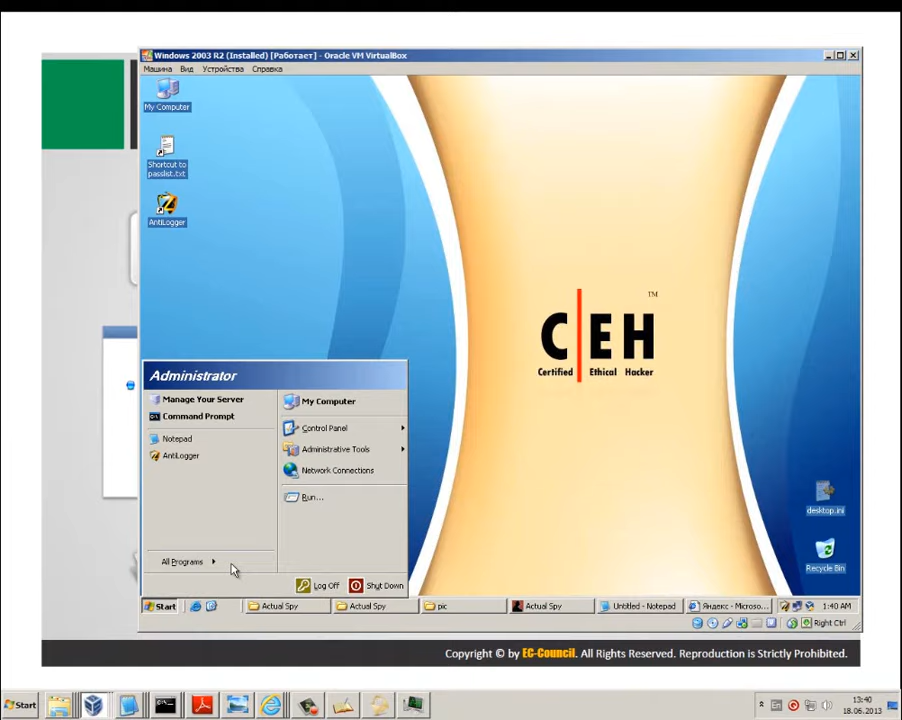 Windows 2003 R2 (Installed) [Работает] - Oracle VM VirtualBox
Машина Вид Устройства Справка
My Computer
Shortcut to
passlist.txt
AntiLogger
TM
C|EH
Certified Ethical Hacker
Administrator
Manage Your Server
Command Prompt
Notepad
AntiLogger
All Programs
My Computer
Control Panel
Administrative Tools
Network Connections
Run...
Log Off
Shut Down
desktop.ini
Recycle Bin
Start
Actual Spy
Actual Spy
pic
Actual Spy
Untitled - Notepad
Яндекс - Microso...
1:40 AM
Right Ctrl
Copyright © by EC-Council. All Rights Reserved. Reproduction is Strictly Prohibited.
Start
13:40
18.06.2013